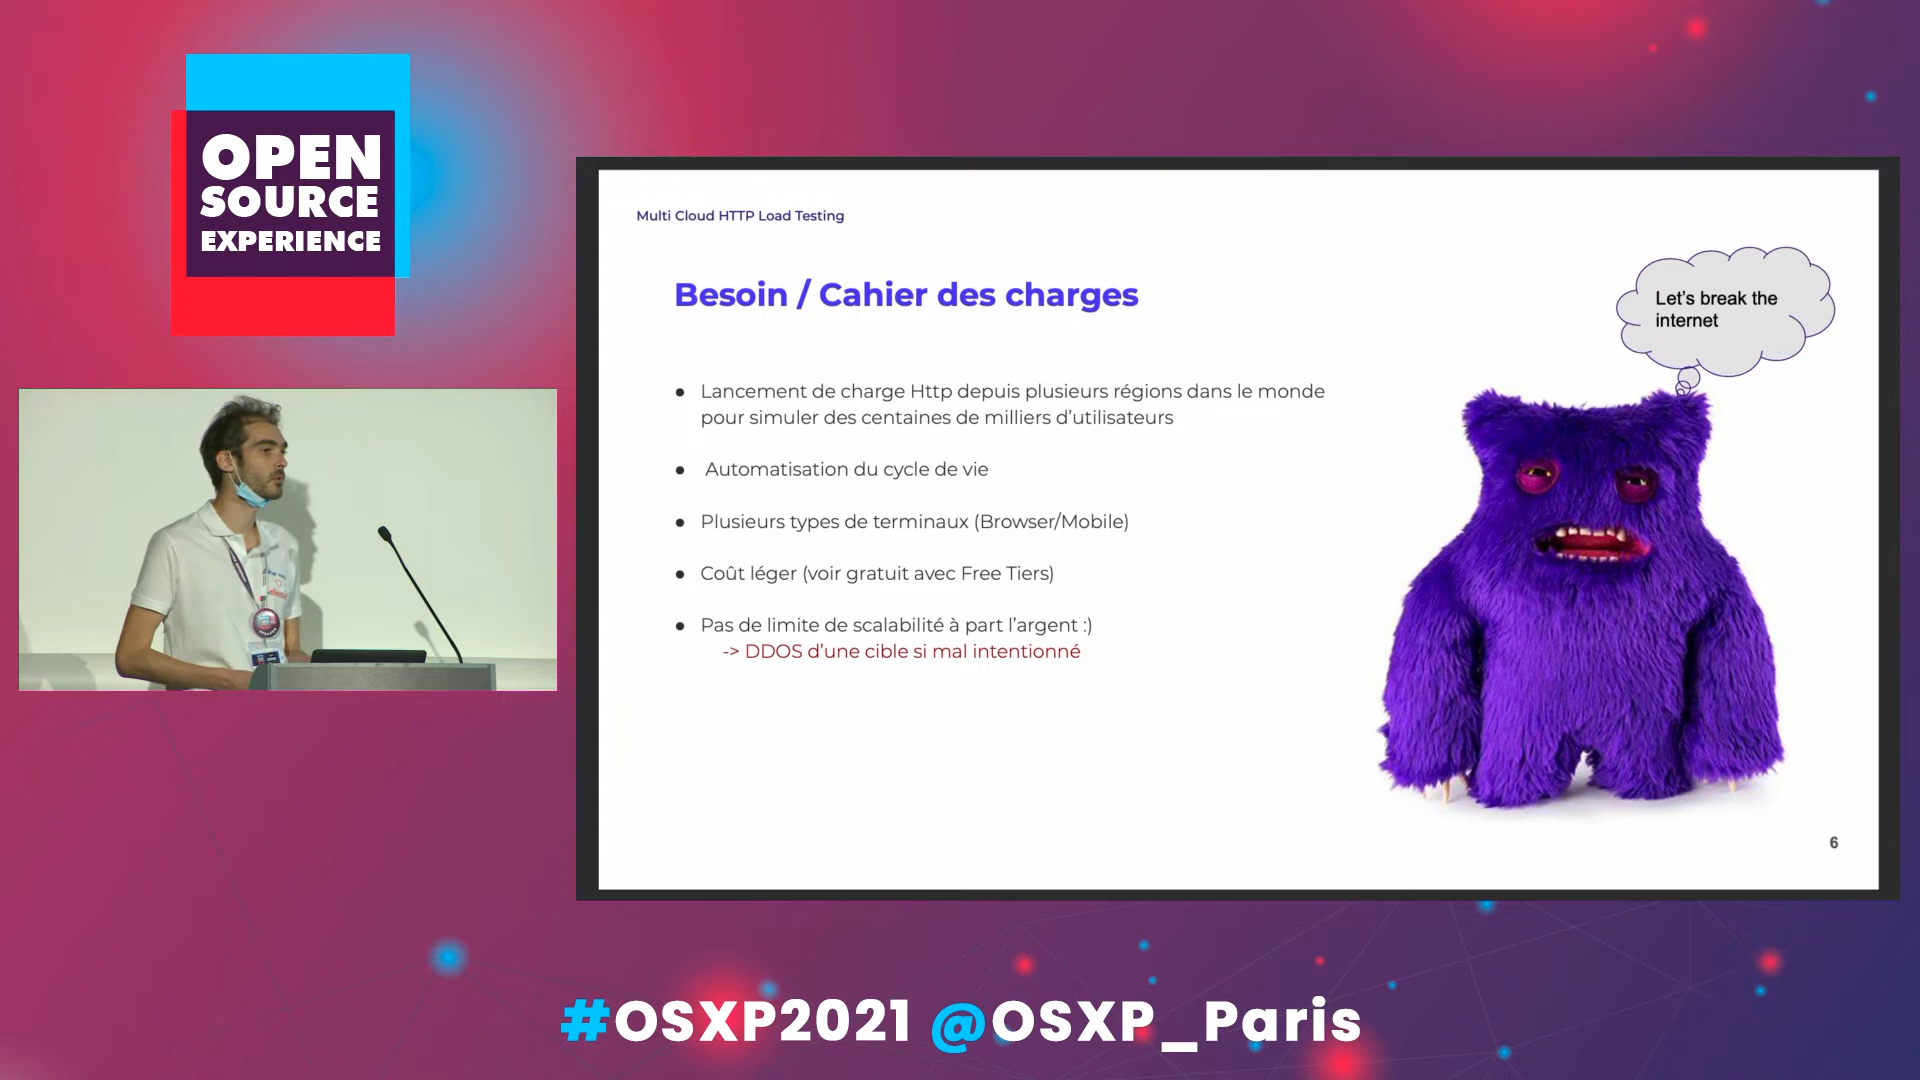 OPEN
SOURCE
EXPERIENCE
Multi Cloud HTTP Load Testing
Besoin / Cahier des charges
Let's break the
internet
● Lancement de charge Http depuis plusieurs régions dans le monde
pour simuler des centaines de milliers d'utilisateurs
● Automatisation du cycle de vie
● Plusieurs types de terminaux (Browser/Mobile)
● Coût léger (voir gratuit avec Free Tiers)
● Pas de limite de scalabilité à part l'argent :)
-> DDOS d'une cible si mal intentionné
6
#OSXP2021 @OSXP_Paris